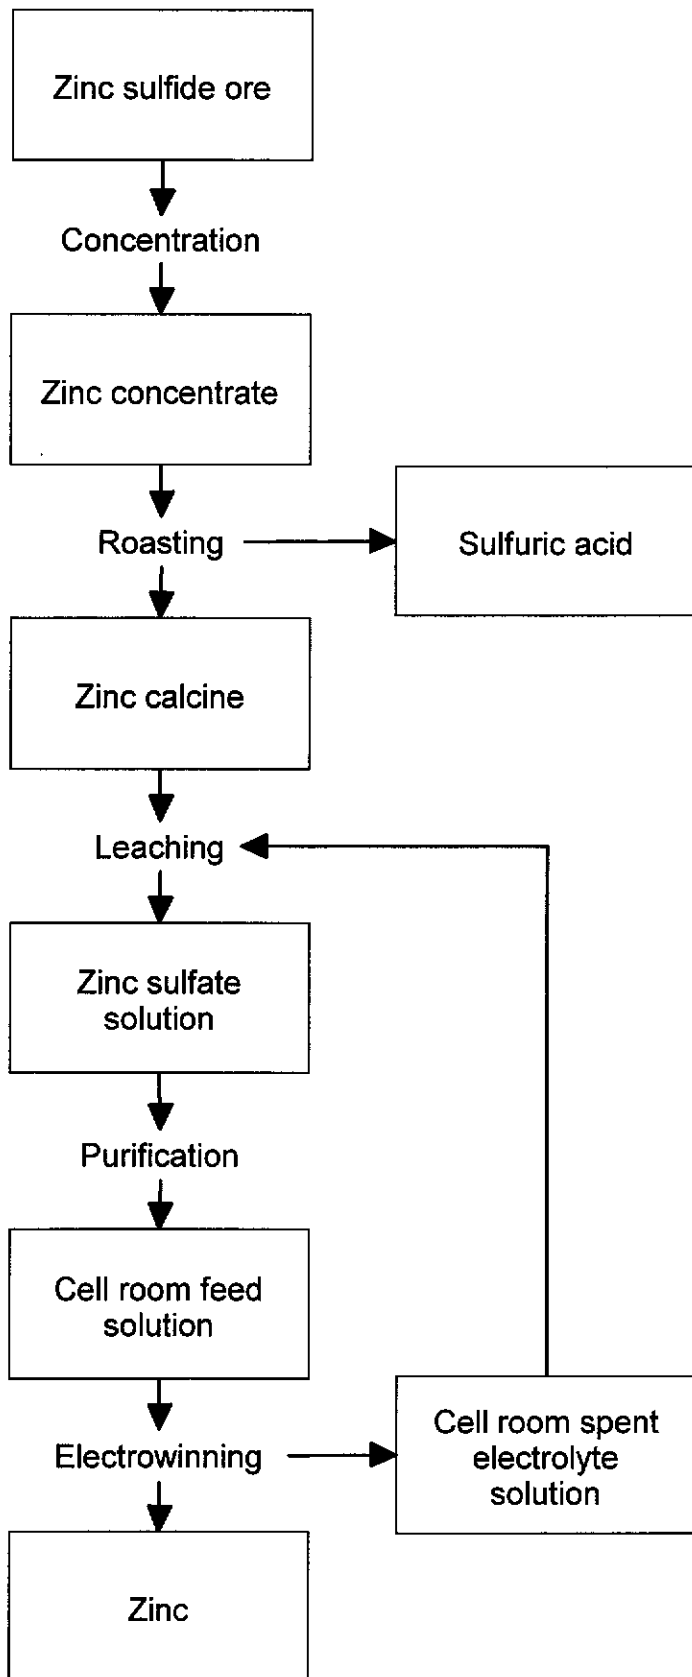 Zinc sulfide ore
Concentration
Zinc concentrate
Roasting
Sulfuric acid
Zinc calcine
Leaching
Zinc sulfate
solution
Purification
Cell room feed
solution
Electrowinning
Cell room spent
electrolyte
solution
Zinc